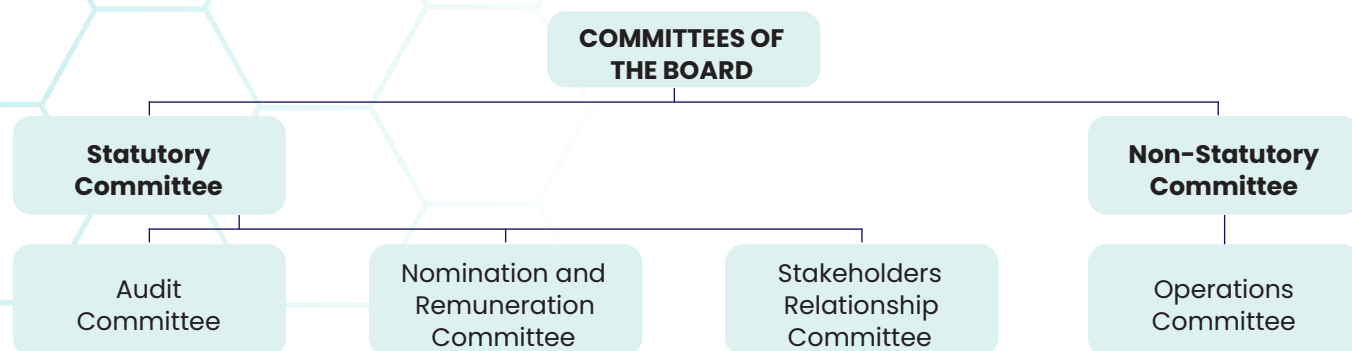 COMMITTEES OF
THE BOARD
Statutory
Committee
Non-Statutory
Committee
Audit
Committee
Nomination and
Remuneration
Committee
Stakeholders
Relationship
Committee
Operations
Committee